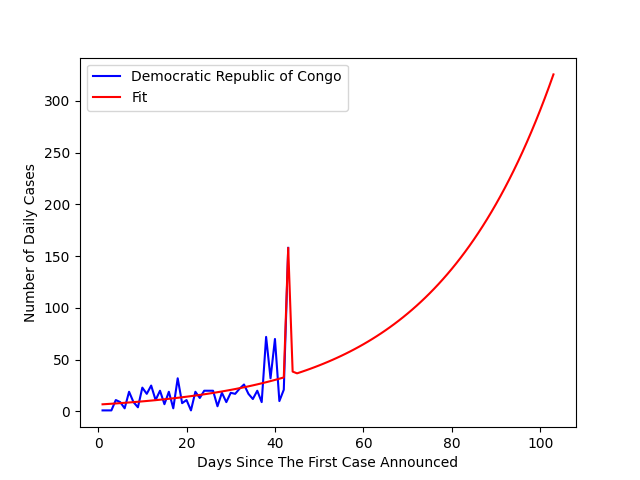 Democratic Republic of Congo
Fit
300
250
200
150
100
50
0
Number of Daily Cases
0 20 40 60 80 100
Days Since The First Case Announced